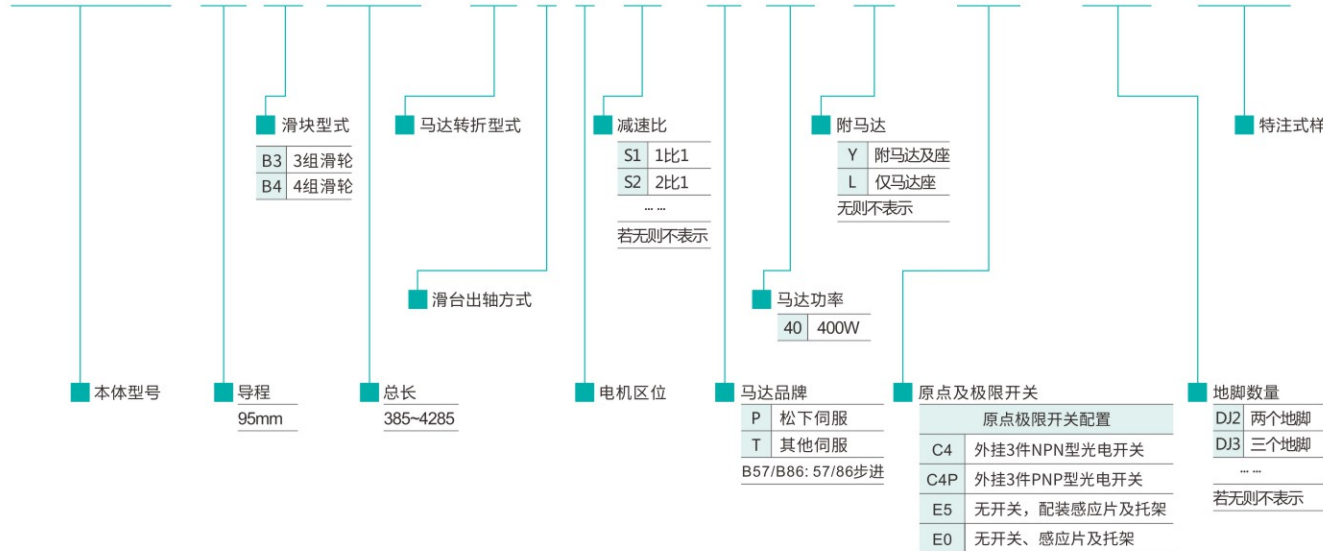 滑块型式
B3 3组滑轮
B4 4组滑轮
马达转折型式
减速比
S1 1比1
S2 2比1
... ...
若无则不表示
附马达
Y 附马达及座
L 仅马达座
无则不表示
特注式样
滑台出轴方式
马达功率
40 400W
本体型号
导程
95mm
总长
385~4285
电机区位
马达品牌
P 松下伺服
T 其他伺服
B57/B86: 57/86步进
原点及极限开关
原点极限开关配置
C4 外挂3件NPN型光电开关
C4P 外挂3件PNP型光电开关
E5 无开关，配装感应片及托架
E0 无开关、感应片及托架
地脚数量
DJ2 两个地脚
DJ3 三个地脚
... ...
若无则不表示